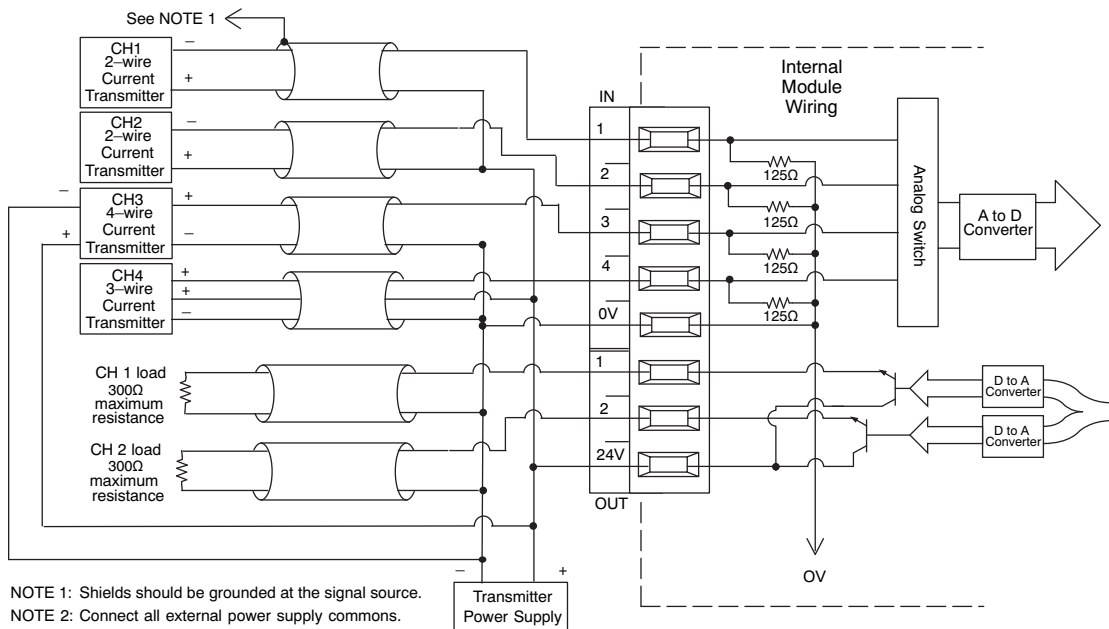 See NOTE 1
CH1
2–wire
Current
Transmitter
–
+
CH2
2–wire
Current
Transmitter
–
+
–
+
CH3
4–wire
Current
Transmitter
+
–
CH4
3–wire
Current
Transmitter
+
+
–
CH 1 load
300Ω
maximum
resistance
CH 2 load
300Ω
maximum
resistance
IN
1
2
3
4
0V
1
2
24V
OUT
Internal
Module
Wiring
125Ω
125Ω
125Ω
125Ω
Analog Switch
A to D
Converter
D to A
Converter
D to A
Converter
OV
–
+
Transmitter
Power Supply
NOTE 1: Shields should be grounded at the signal source.
NOTE 2: Connect all external power supply commons.